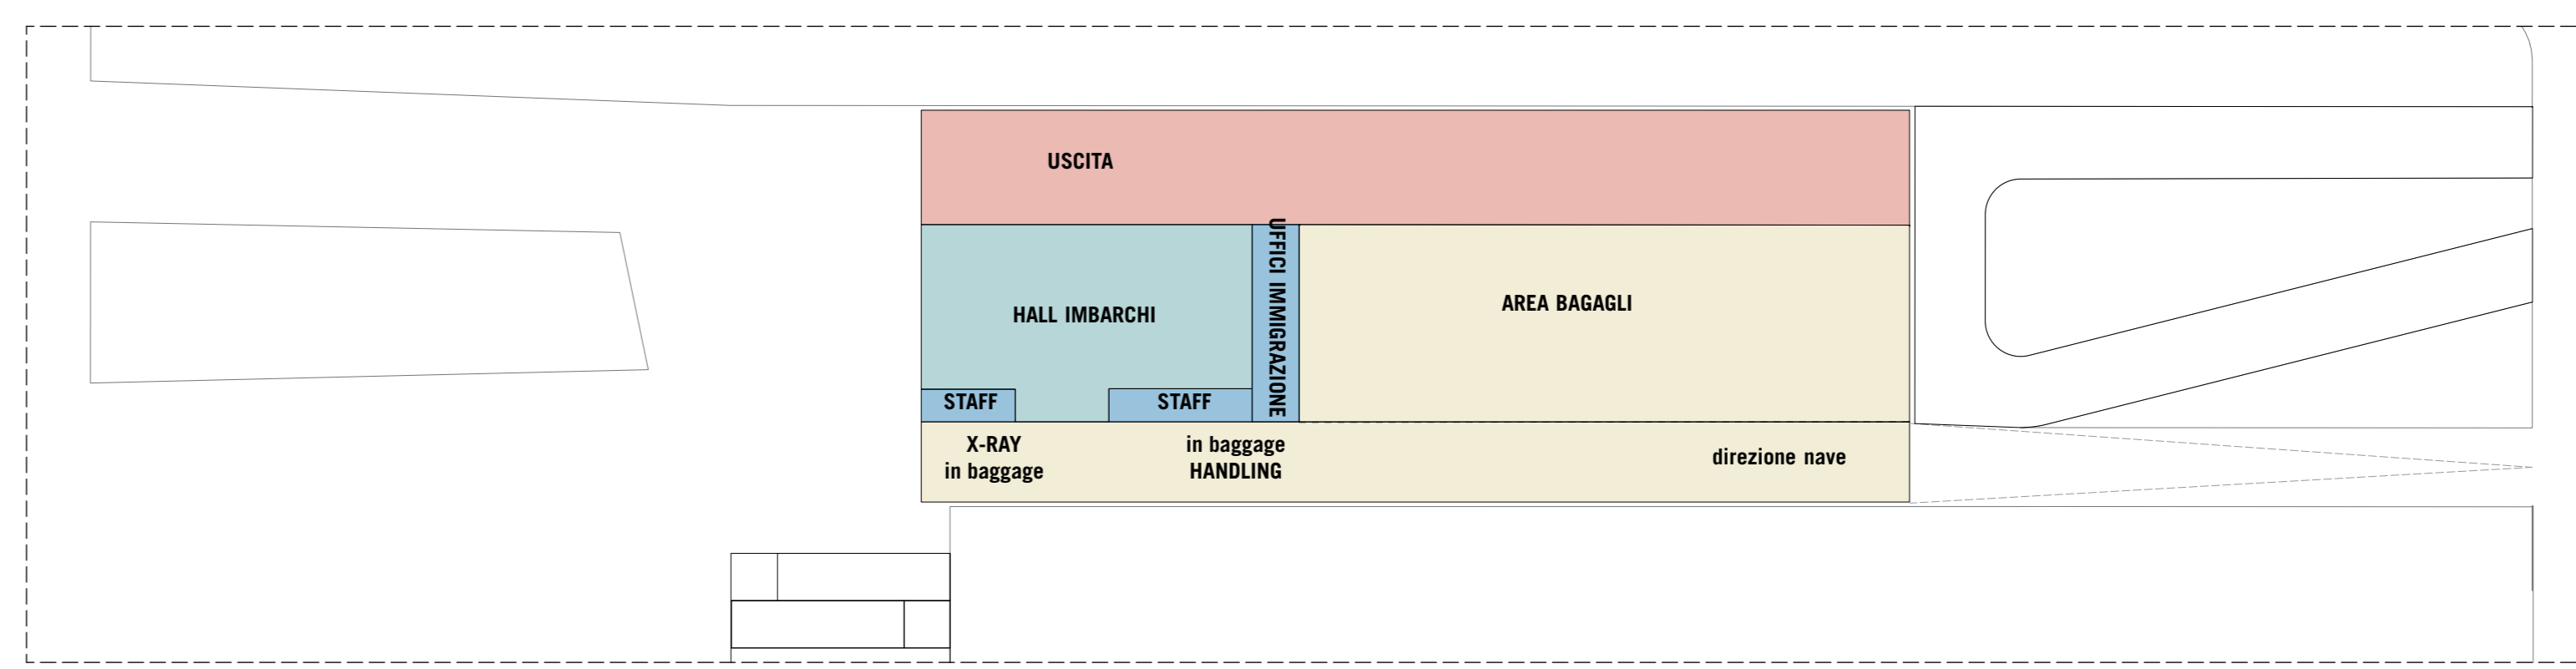 USCITA
UFFICI IMMIGRAZIONE
HALL IMBARCHI
AREA BAGAGLI
STAFF
STAFF
X-RAY
in baggage
in baggage
HANDLING
direzione nave